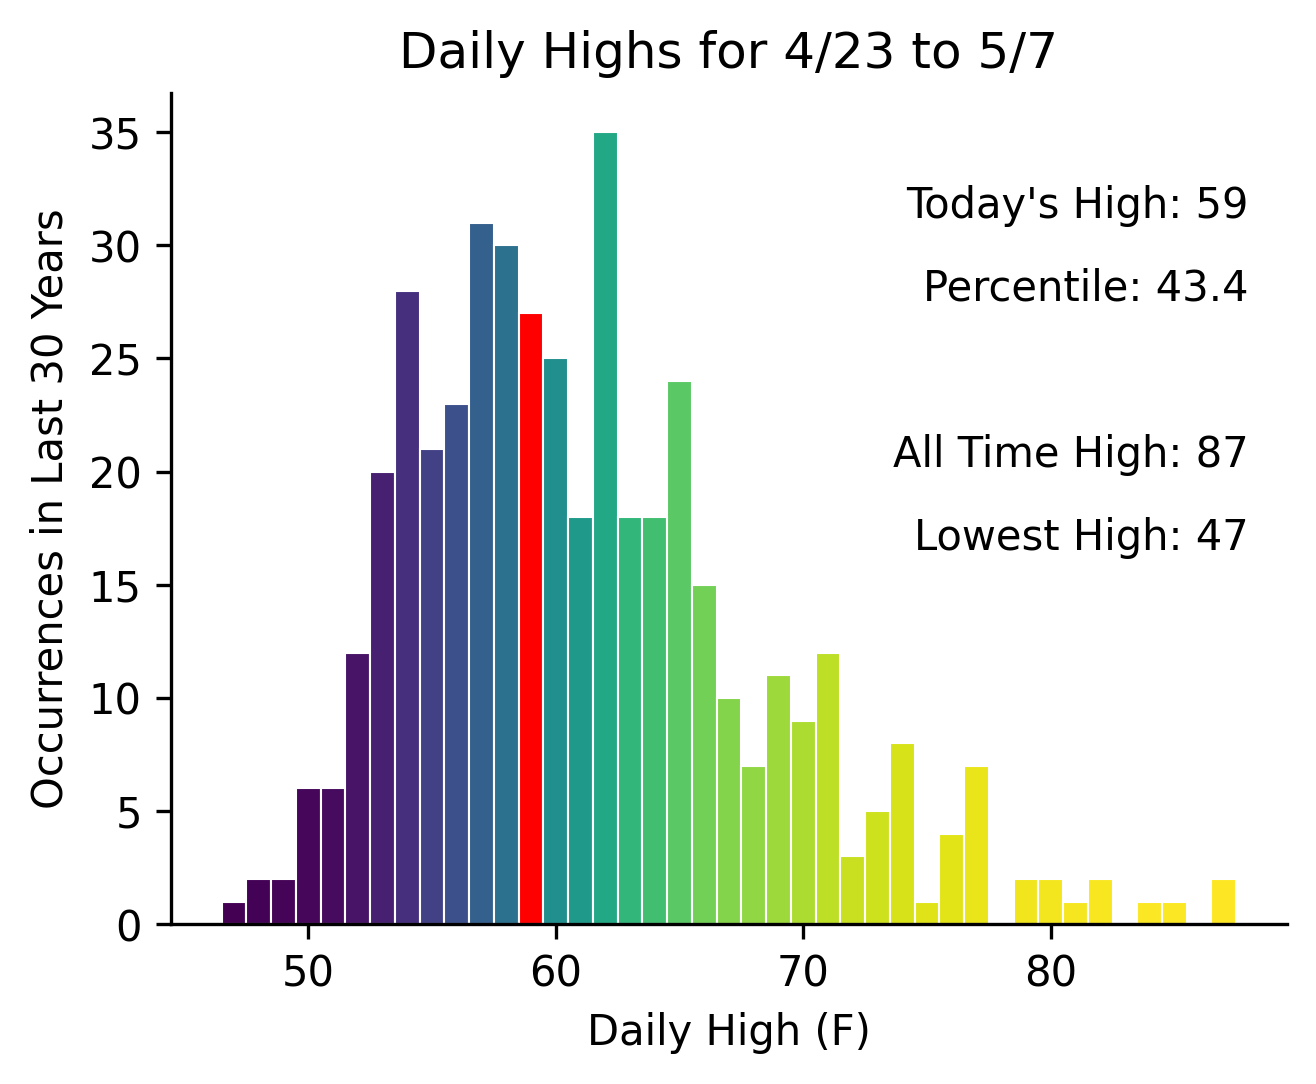 Daily Highs for 4/23 to 5/7
Occurrences in Last 30 Years
35
30
25
20
15
10
5
0
Today's High: 59
Percentile: 43.4
All Time High: 87
Lowest High: 47
50 60 70 80
Daily High (F)